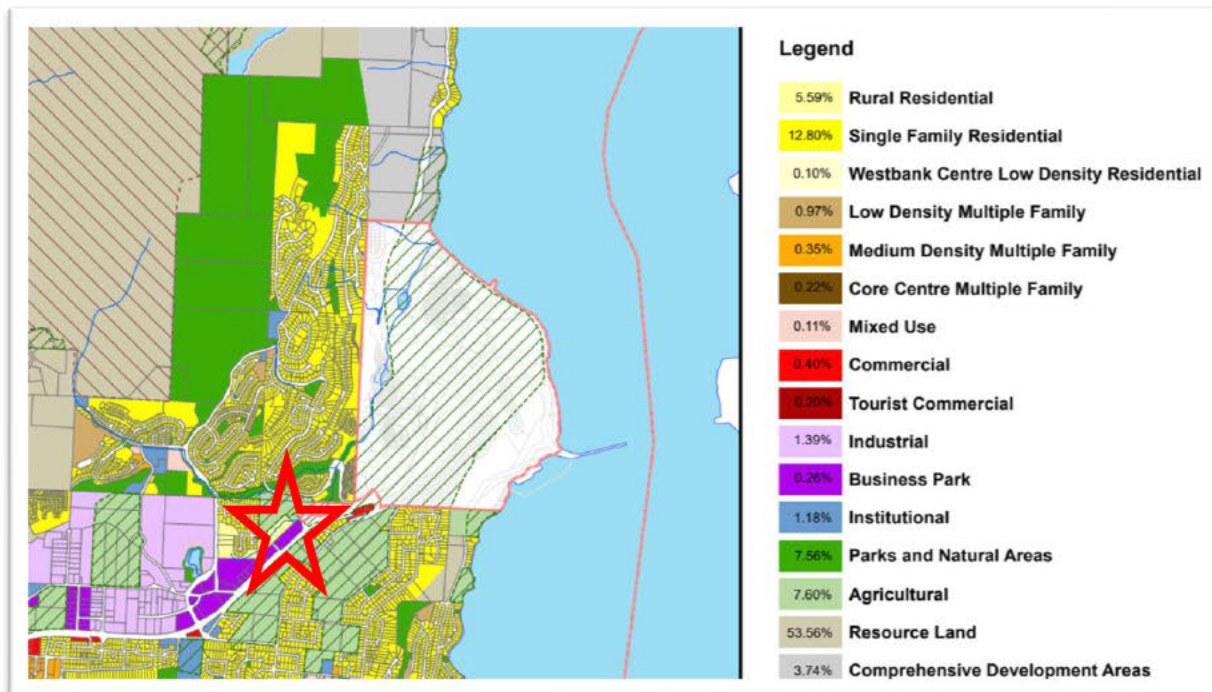 Legend
5.59% Rural Residential
12.80% Single Family Residential
0.10% Westbank Centre Low Density Residential
0.97% Low Density Multiple Family
0.35% Medium Density Multiple Family
0.22% Core Centre Multiple Family
0.11% Mixed Use
0.40% Commercial
0.20% Tourist Commercial
1.39% Industrial
0.26% Business Park
1.18% Institutional
7.56% Parks and Natural Areas
7.60% Agricultural
53.56% Resource Land
3.74% Comprehensive Development Areas